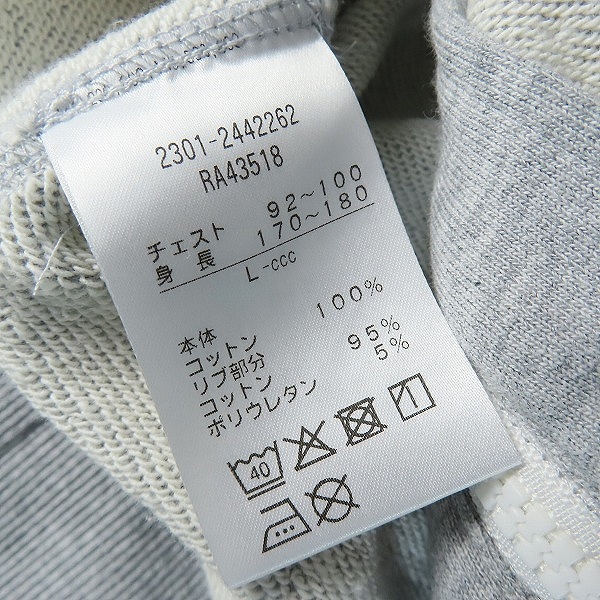 2301-2442262
RA43518
チェスト 92~100
身長 170~180
L-ccc
本体
コットン 100%
リブ部分
コットン 95%
ポリウレタン 5%
40